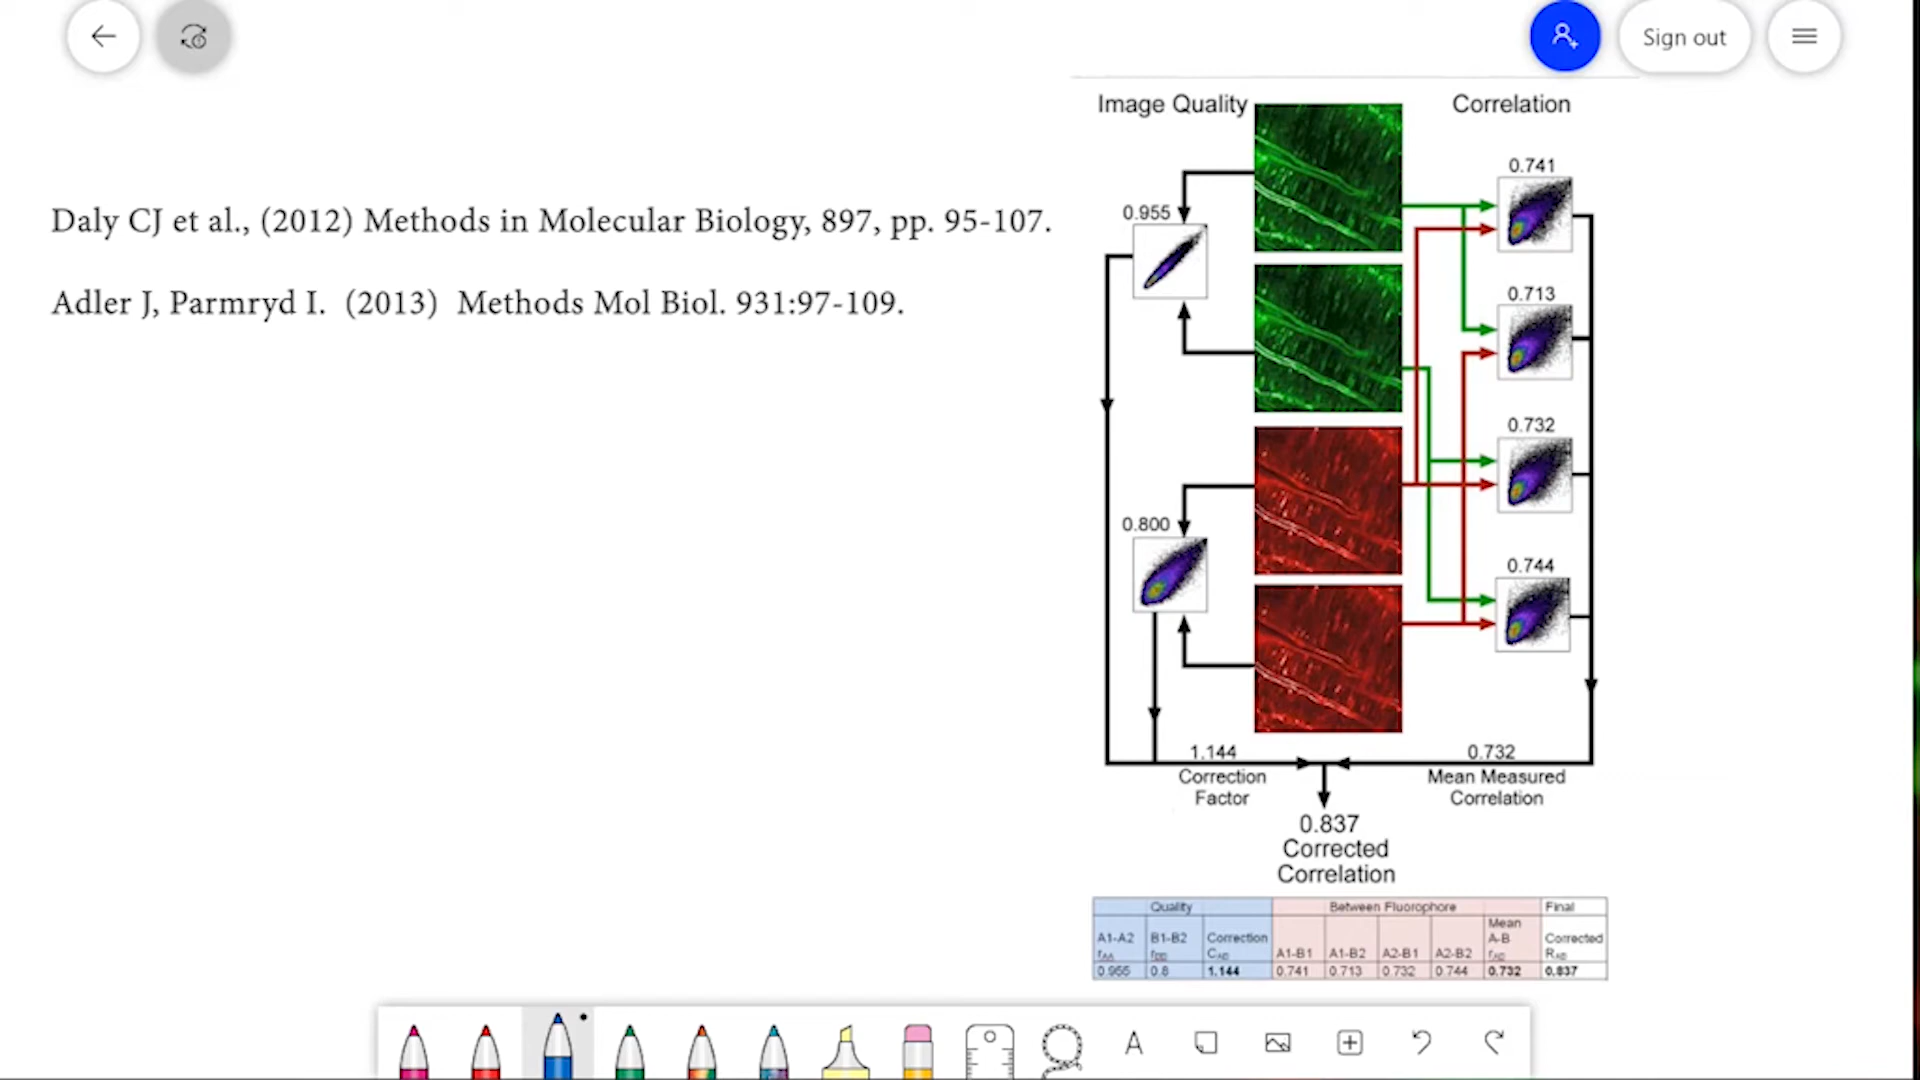 Sign out
Image Quality
Correlation
0.741
Daly CJ et al., (2012) Methods in Molecular Biology, 897, pp. 95-107.
0.955
Adler J, Parmryd I. (2013) Methods Mol Biol. 931:97-109.
0.713
0.732
0.800
0.744
1.144
Correction
Factor
0.732
Mean Measured
Correlation
0.837
Corrected
Correlation
Quality Between Fluorophore Final
A1-A2 B1-B2 Correction A1-B1 A1-B2 A2-B1 A2-B2 Mean A-B Corrected
0.955 0.8 1.144 0.741 0.713 0.732 0.744 0.732 0.837
A